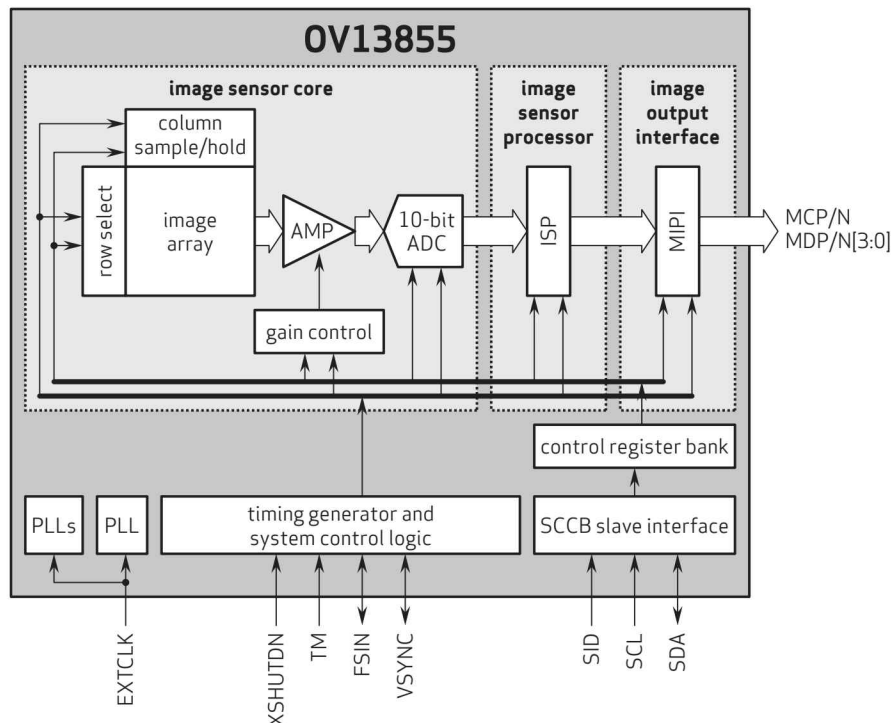 OV13855
image sensor core
image
sensor
processor
image
output
interface
column
sample/hold
row select
image
array
AMP
10-bit
ADC
ISP
MIPI
MCP/N
MDP/N[3:0]
gain control
control register bank
PLLs
PLL
timing generator and
system control logic
SCCB slave interface
EXTCLK
XSHUTDN
TM
FSIN
VSYNC
SID
SCL
SDA